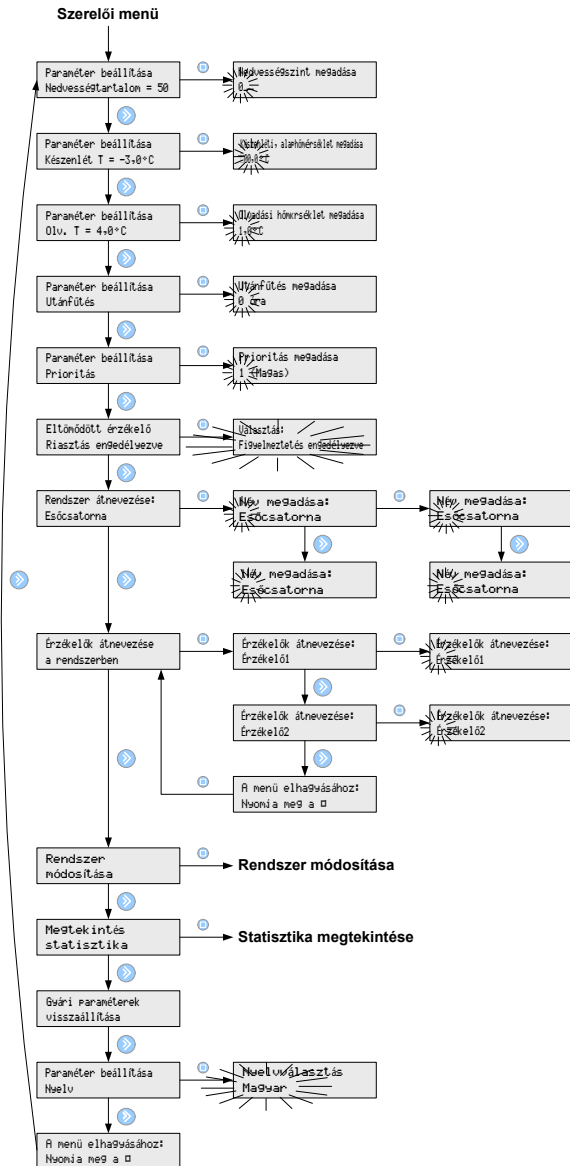 Szerelői menü
Paraméter beállítása
Nedvességtartalom = 50
Nedvességszint megadása
0
Paraméter beállítása
Készenlét T = -3,0°C
Készenléti, alaphőmérséklet megadása
Paraméter beállítása
Olv. T = 4,0°C
Olvadási hőmérséklet megadása
1,0°C
Paraméter beállítása
Utánfűtés
Utánfűtés megadása
0 óra
Paraméter beállítása
Prioritás
Prioritás megadása
1 (Magas)
Eltömődött érzékelő
Riasztás engedélyezve
Választás:
Figyelmeztetés engedélyezve
Rendszer átnevezése:
Esőcsatorna
Név megadása:
Esőcsatorna
Név megadása:
Esőcsatorna
Név megadása:
Esőcsatorna
Név megadása:
Esőcsatorna
Érzékelők átnevezése
a rendszerben
Érzékelők átnevezése:
Érzékelő1
Érzékelők átnevezése:
Érzékelő1
Érzékelők átnevezése:
Érzékelő2
Érzékelők átnevezése:
Érzékelő2
A menü elhagyásához:
Nyomja meg a ¤
Rendszer
módosítása
Rendszer módosítása
Megtekintés
statisztika
Statisztika megtekintése
Gyári paraméterek
visszaállítása
Paraméter beállítása
Nyelv
Nyelvválasztás
Magyar
A menü elhagyásához:
Nyomja meg a ¤